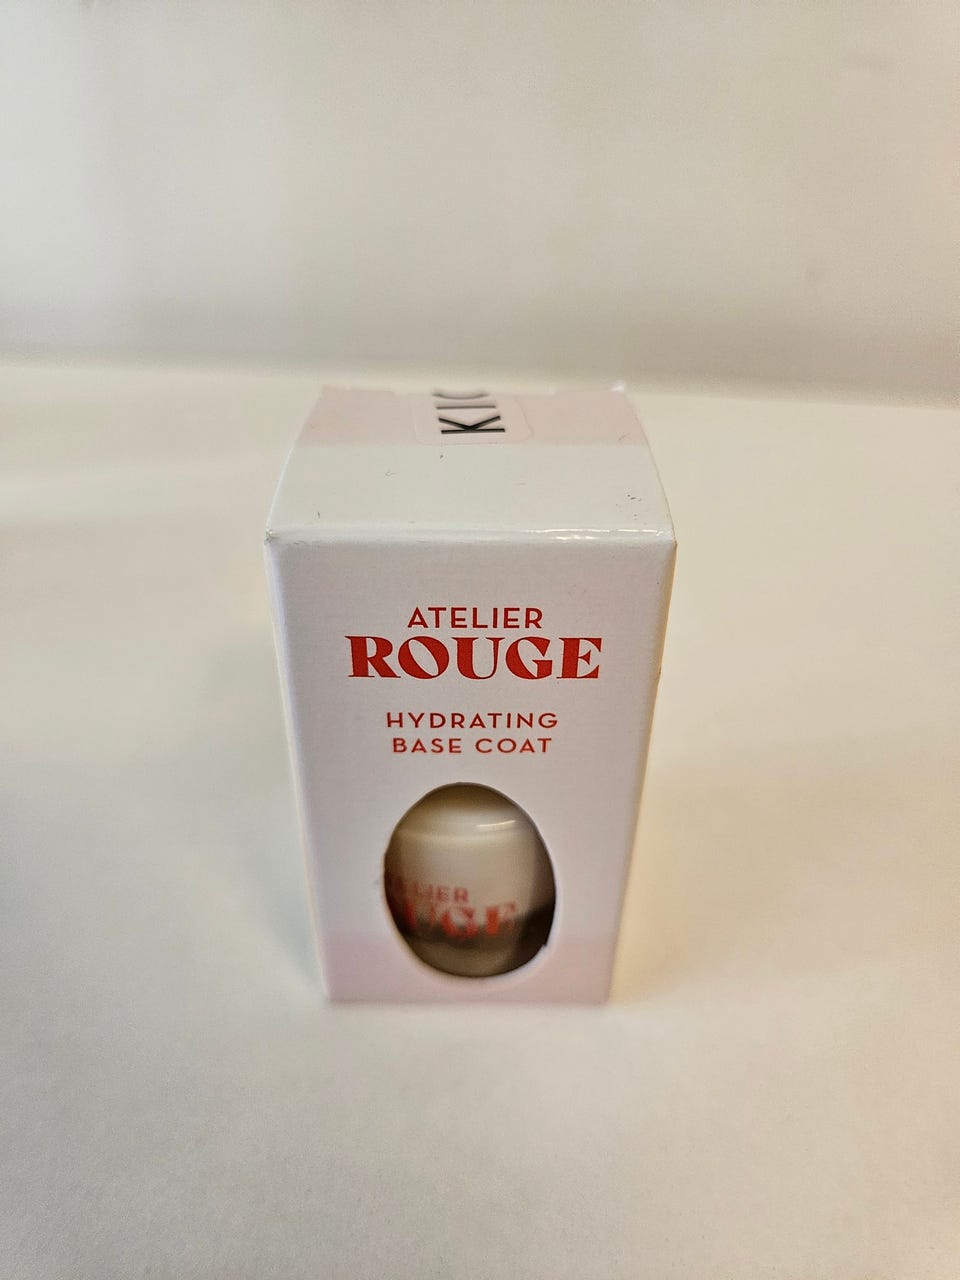 ATELIER
ROUGE
HYDRATING
BASE COAT